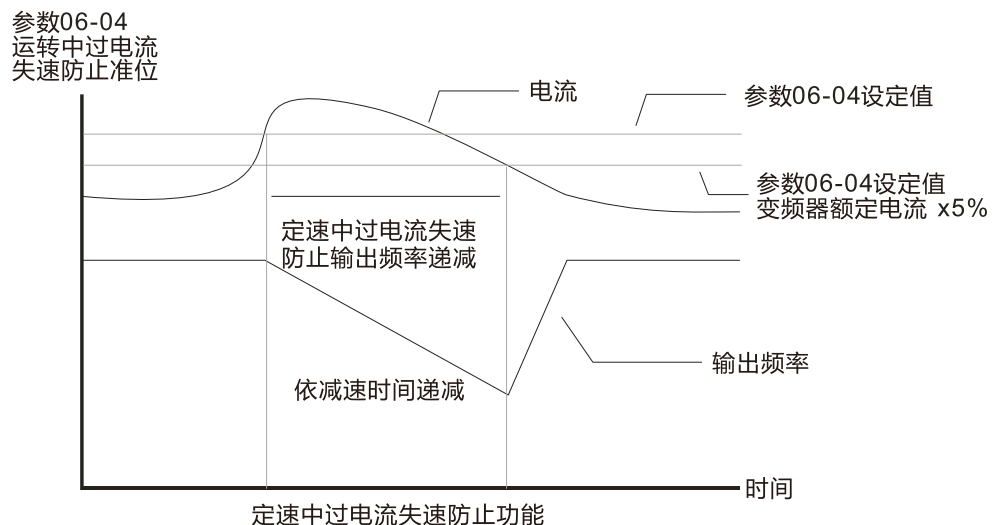 参数06-04
运转中过电流
失速防止准位
电流
参数06-04设定值
参数06-04设定值
变频器额定电流 x5%
定速中过电流失速
防止输出频率递减
输出频率
依减速时间递减
时间
定速中过电流失速防止功能